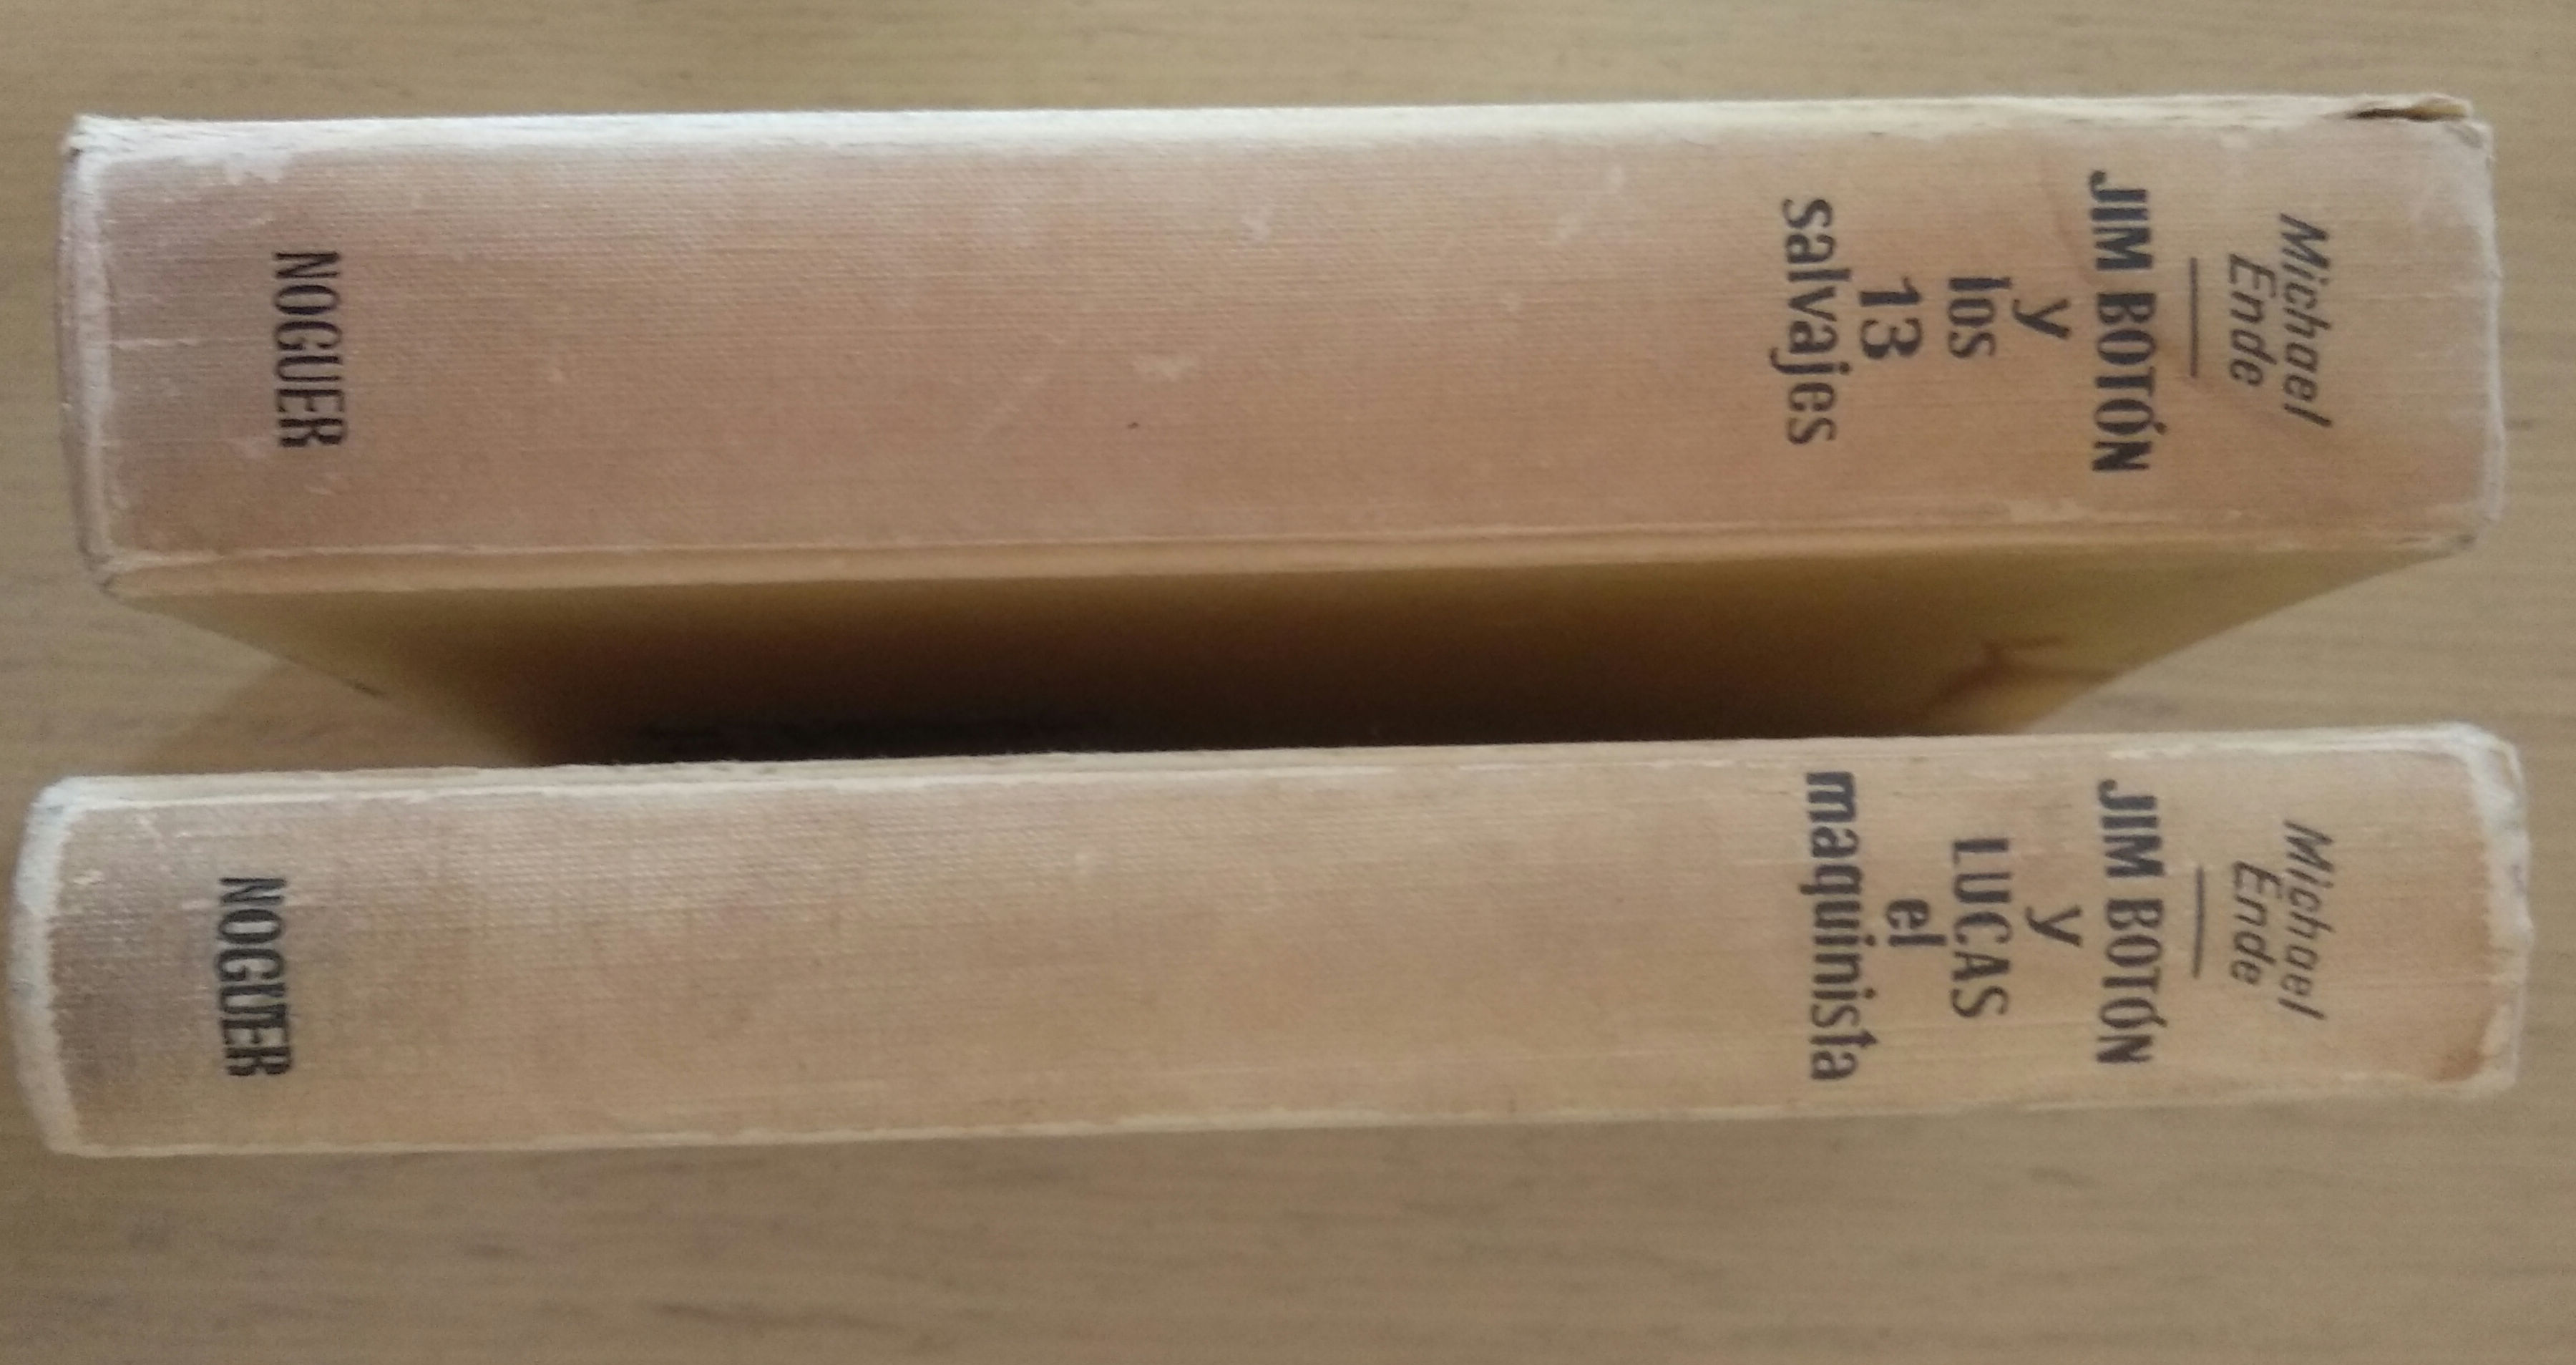 Michael
Ende
JIM BOTÓN
y
los
13
salvajes
NOGUER
Michael
Ende
JIM BOTÓN
y
LUCAS
el
maquinista
NOGUER